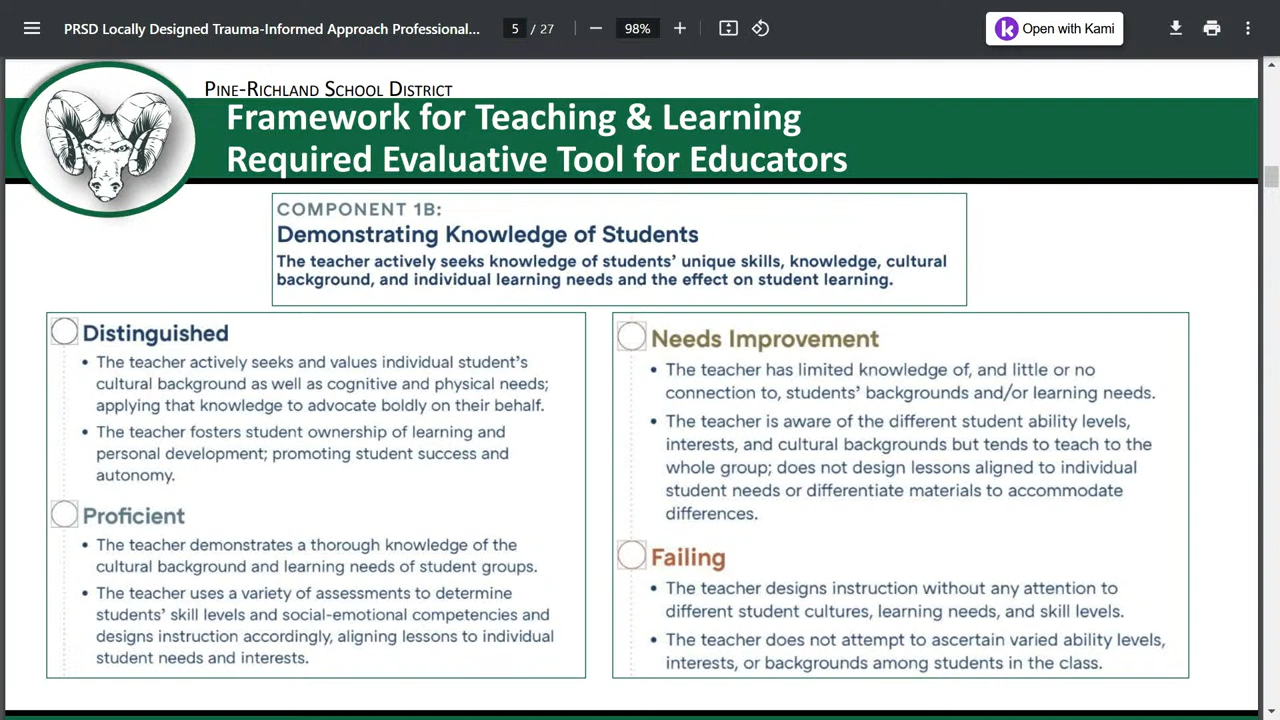 PRSD Locally Designed Trauma-Informed Approach Professional...
5 / 27
98%
Open with Kami
PINE-RICHLAND SCHOOL DISTRICT
Framework for Teaching & Learning
Required Evaluative Tool for Educators
COMPONENT 1B:
Demonstrating Knowledge of Students
The teacher actively seeks knowledge of students' unique skills, knowledge, cultural
background, and individual learning needs and the effect on student learning.
Distinguished
• The teacher actively seeks and values individual student's
cultural background as well as cognitive and physical needs;
applying that knowledge to advocate boldly on their behalf.
• The teacher fosters student ownership of learning and
personal development; promoting student success and
autonomy.
Proficient
• The teacher demonstrates a thorough knowledge of the
cultural background and learning needs of student groups.
• The teacher uses a variety of assessments to determine
students' skill levels and social-emotional competencies and
designs instruction accordingly, aligning lessons to individual
student needs and interests.
Needs Improvement
• The teacher has limited knowledge of, and little or no
connection to, students' backgrounds and/or learning needs.
• The teacher is aware of the different student ability levels,
interests, and cultural backgrounds but tends to teach to the
whole group; does not design lessons aligned to individual
student needs or differentiate materials to accommodate
differences.
Failing
• The teacher designs instruction without any attention to
different student cultures, learning needs, and skill levels.
• The teacher does not attempt to ascertain varied ability levels,
interests, or backgrounds among students in the class.